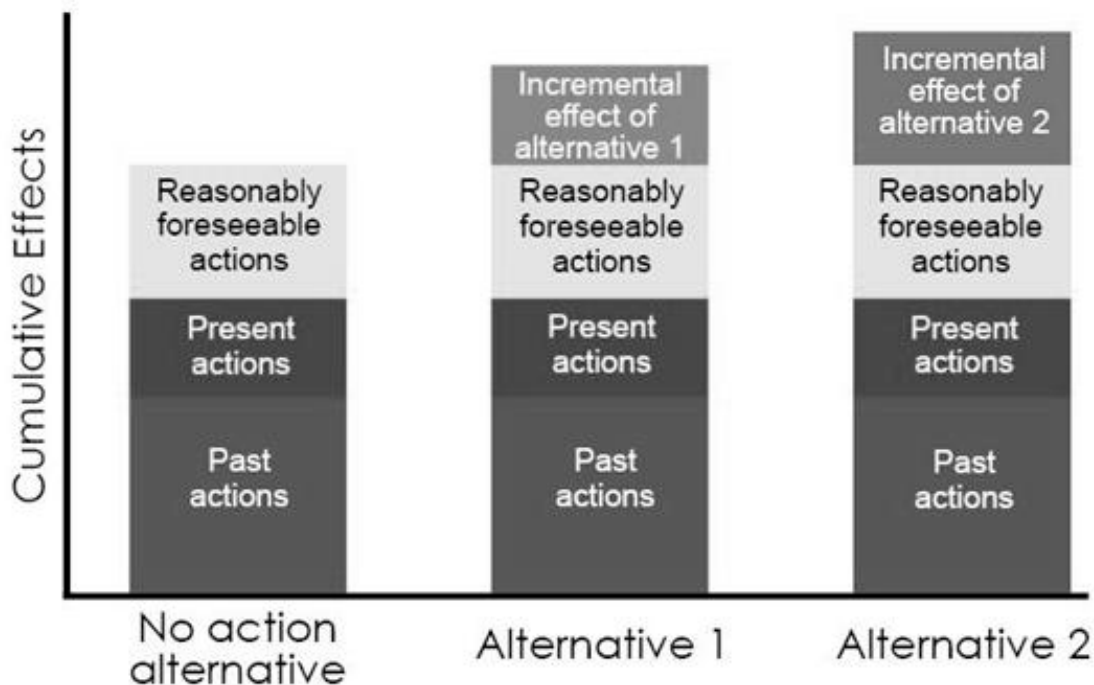 Cumulative Effects
Reasonably
foreseeable
actions
Present
actions
Past
actions
No action
alternative
Incremental
effect of
alternative 1
Reasonably
foreseeable
actions
Present
actions
Past
actions
Alternative 1
Incremental
effect of
alternative 2
Reasonably
foreseeable
actions
Present
actions
Past
actions
Alternative 2